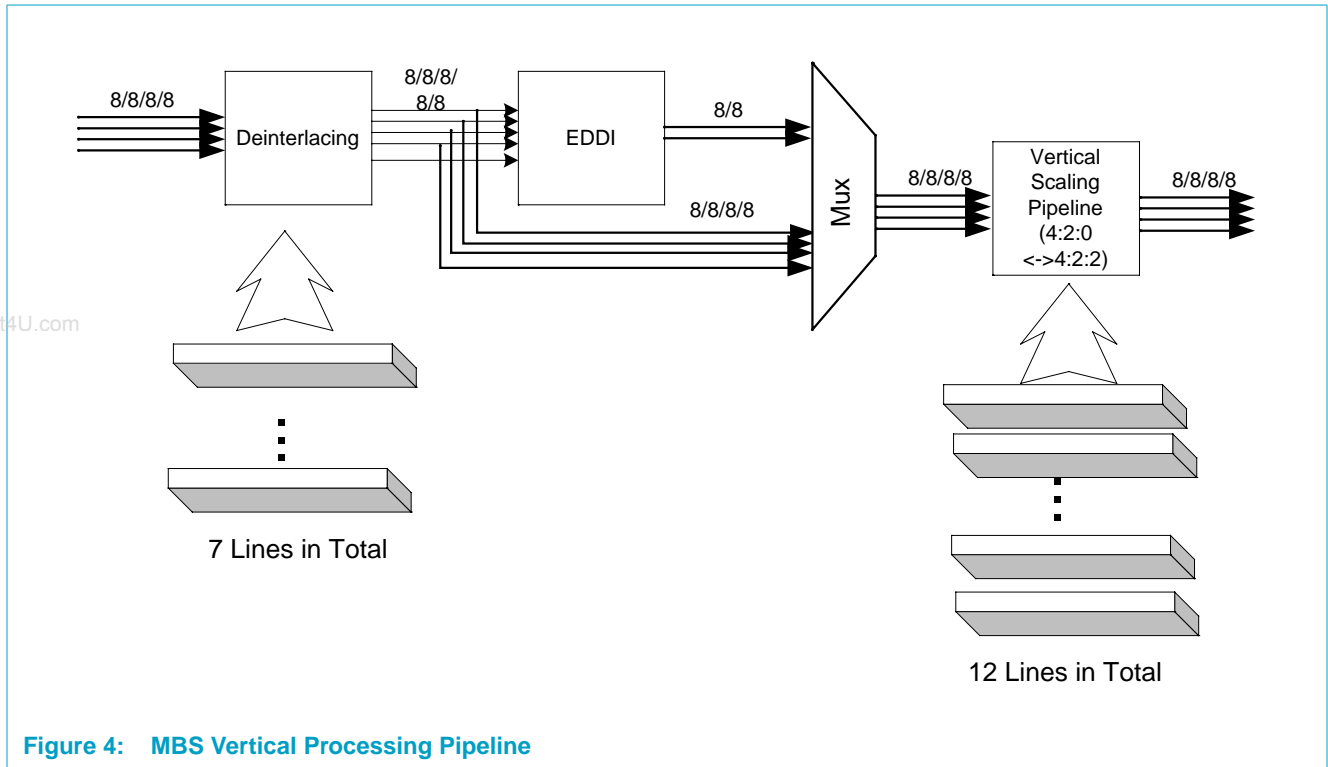 8/8/8/8
Deinterlacing
8/8/8/
8/8
EDDI
8/8
8/8/8/8
Mux
8/8/8/8
Vertical
Scaling
Pipeline
(4:2:0
<->4:2:2)
8/8/8/8
t4U.com
7 Lines in Total
12 Lines in Total
Figure 4: MBS Vertical Processing Pipeline